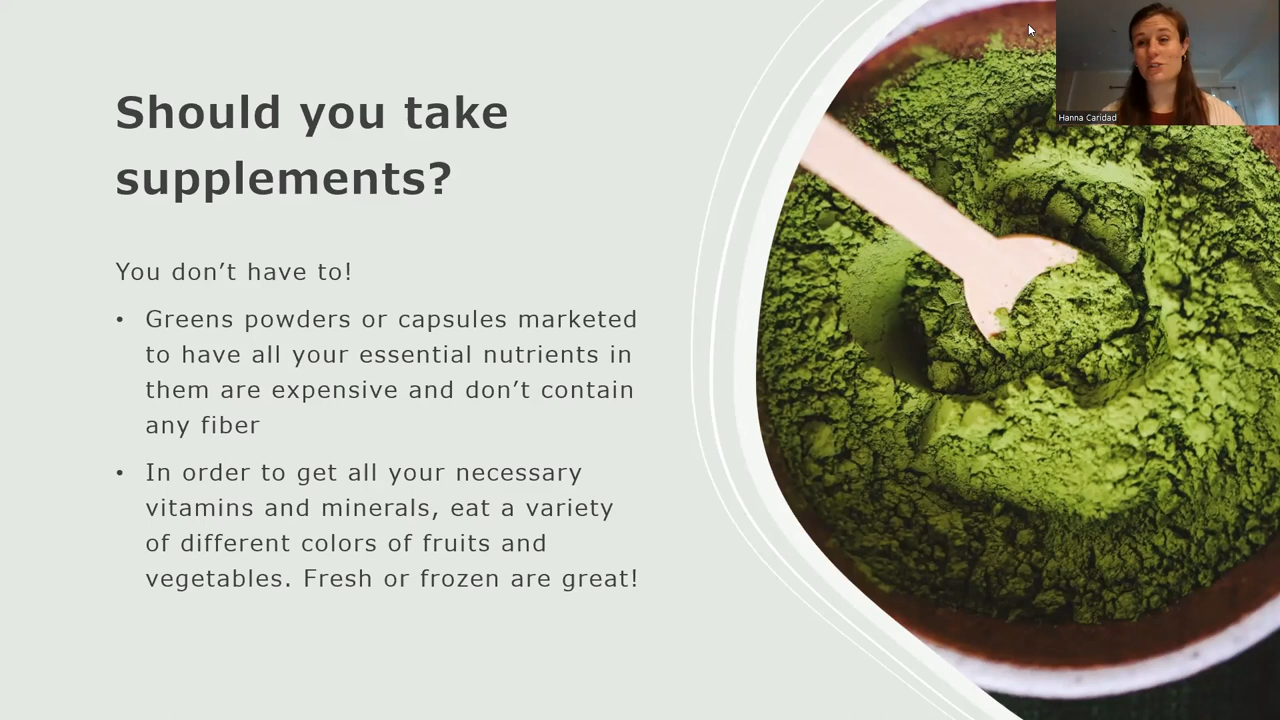 Should you take
supplements?
You don’t have to!
• Greens powders or capsules marketed
to have all your essential nutrients in
them are expensive and don’t contain
any fiber
• In order to get all your necessary
vitamins and minerals, eat a variety
of different colors of fruits and
vegetables. Fresh or frozen are great!
Hanna Caridad